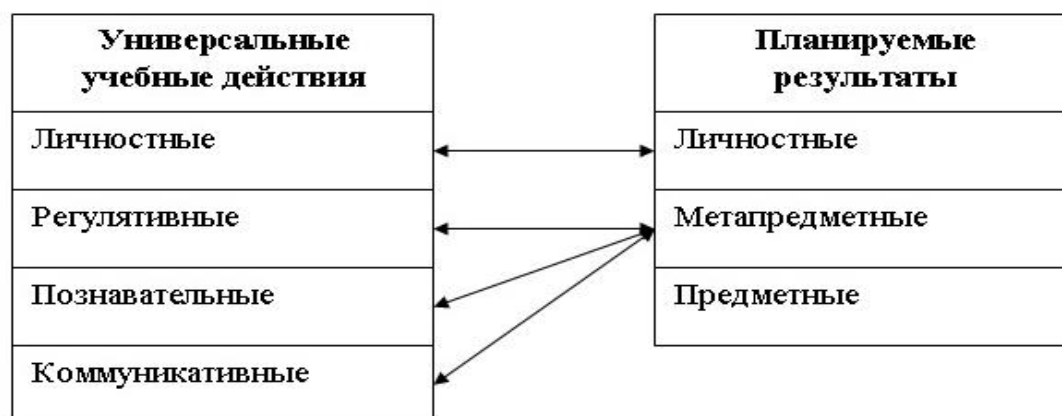 Универсальные
учебные действия
Личностные
Регулятивные
Познавательные
Коммуникативные
Планируемые
результаты
Личностные
Метапредметные
Предметные